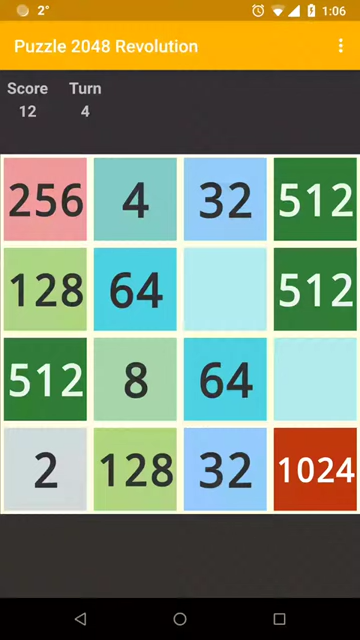 2° 1:06
Puzzle 2048 Revolution
Score Turn
12 4
256 4 32 512
128 64 512
512 8 64
2 128 32 1024